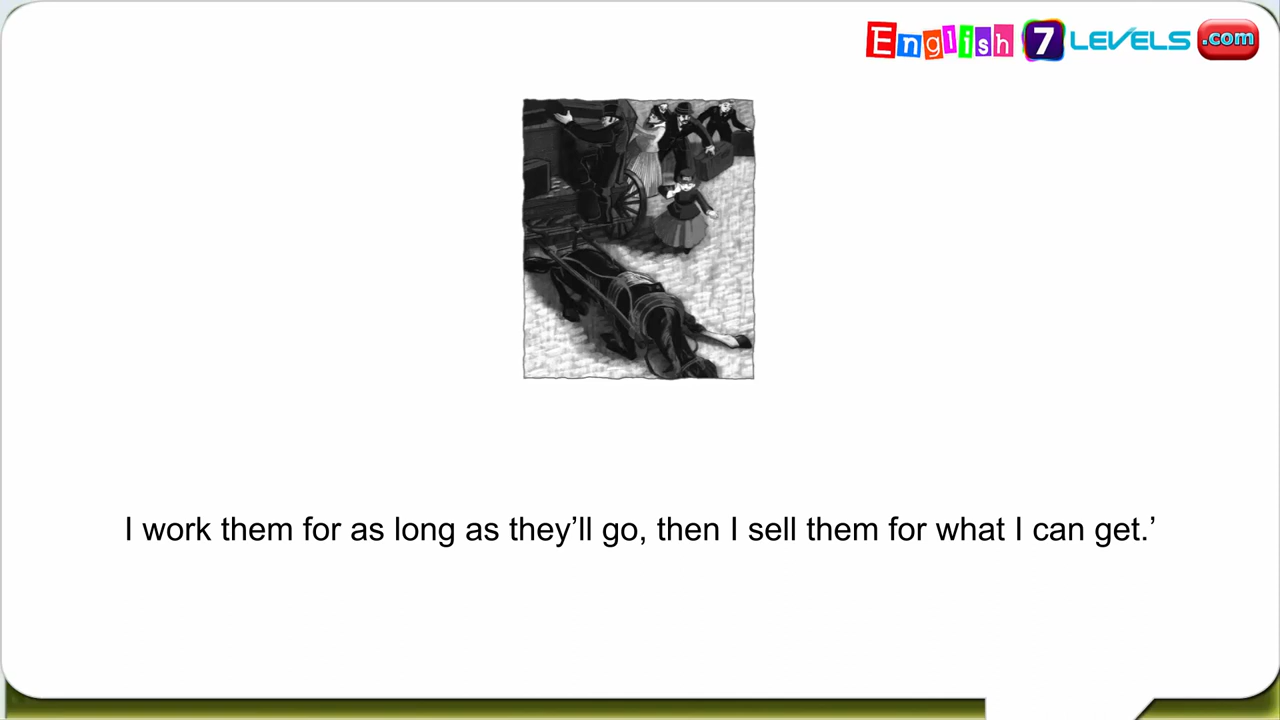 English 7 LEVELS .com
I work them for as long as they’ll go, then I sell them for what I can get.’